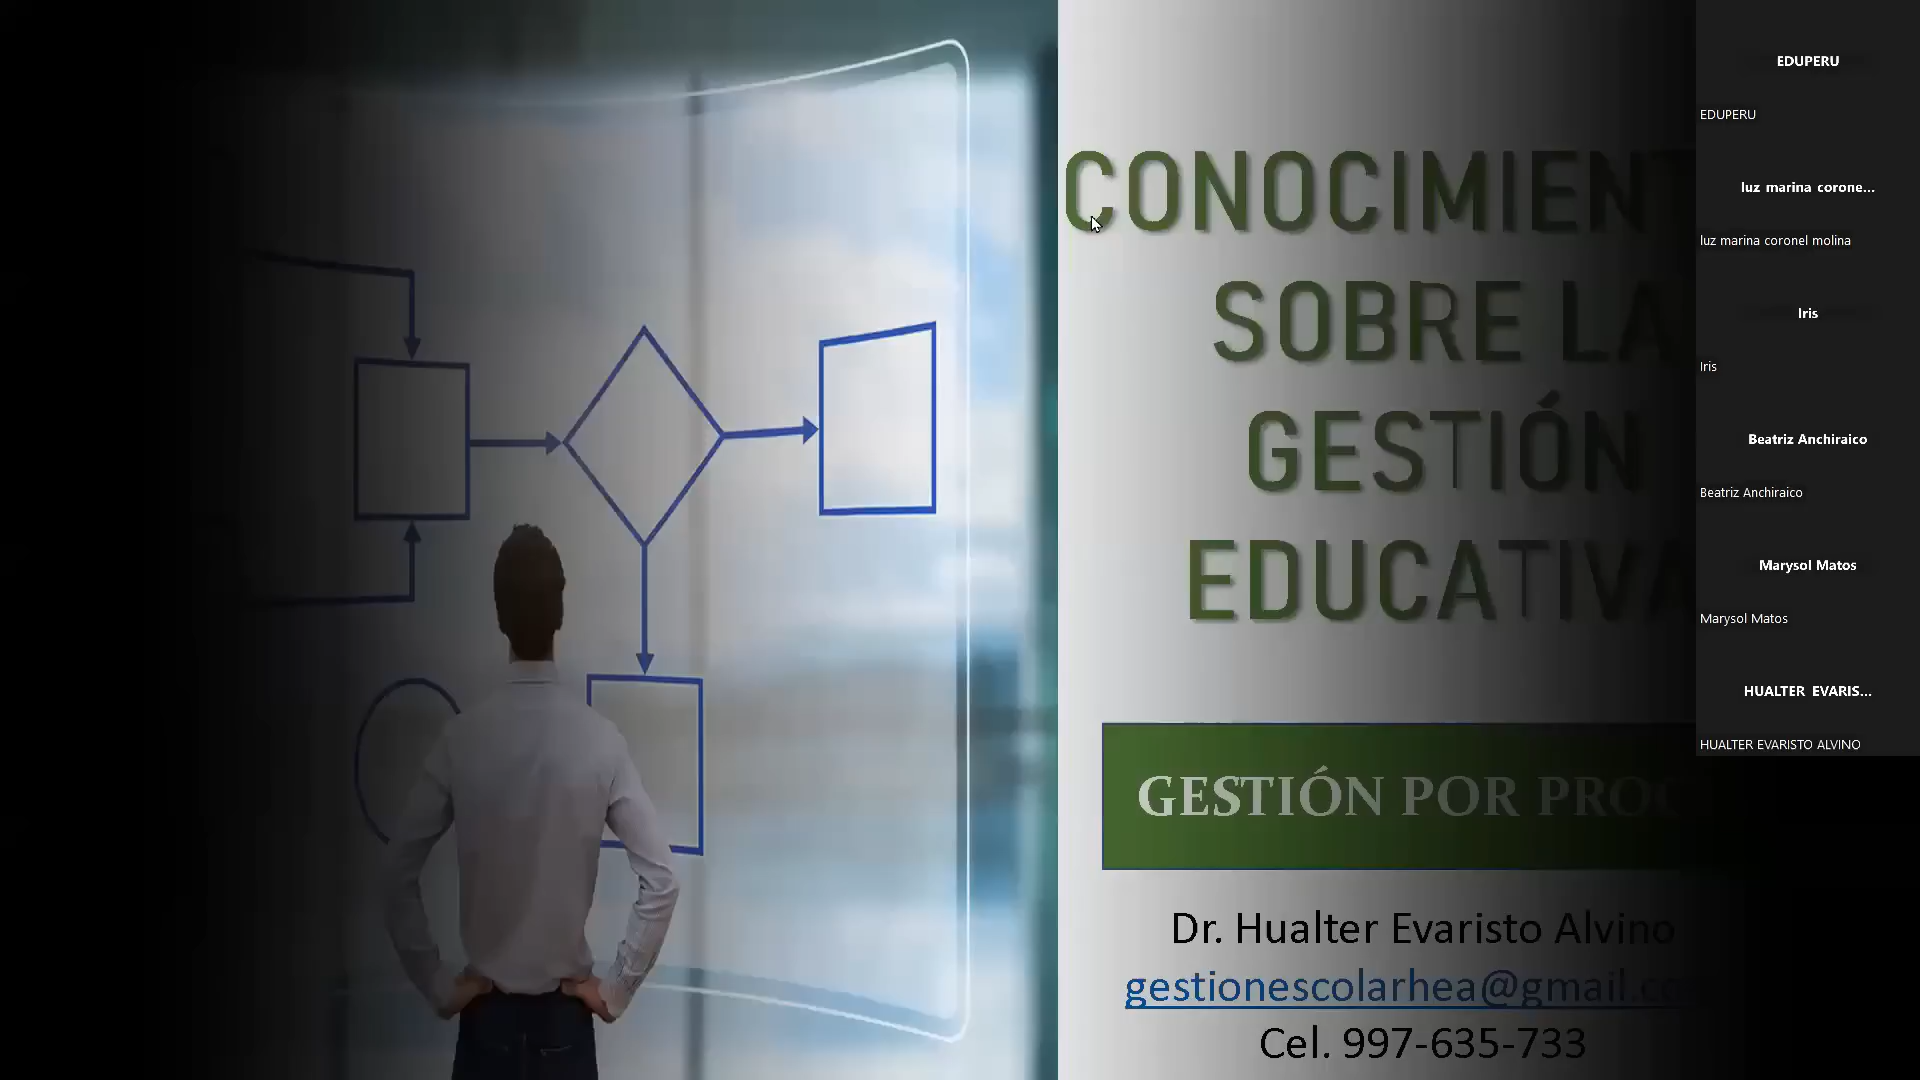 CONOCIMIENT
SOBRE LA
GESTIÓN
EDUCATIVA
GESTIÓN POR PROC
Dr. Hualter Evaristo Alvino
gestionescolarhea@gmail.co
Cel. 997-635-733
EDUPERU
EDUPERU
luz marina corone...
luz marina coronel molina
Iris
Iris
Beatriz Anchiraico
Beatriz Anchiraico
Marysol Matos
Marysol Matos
HUALTER EVARIS...
HUALTER EVARISTO ALVINO